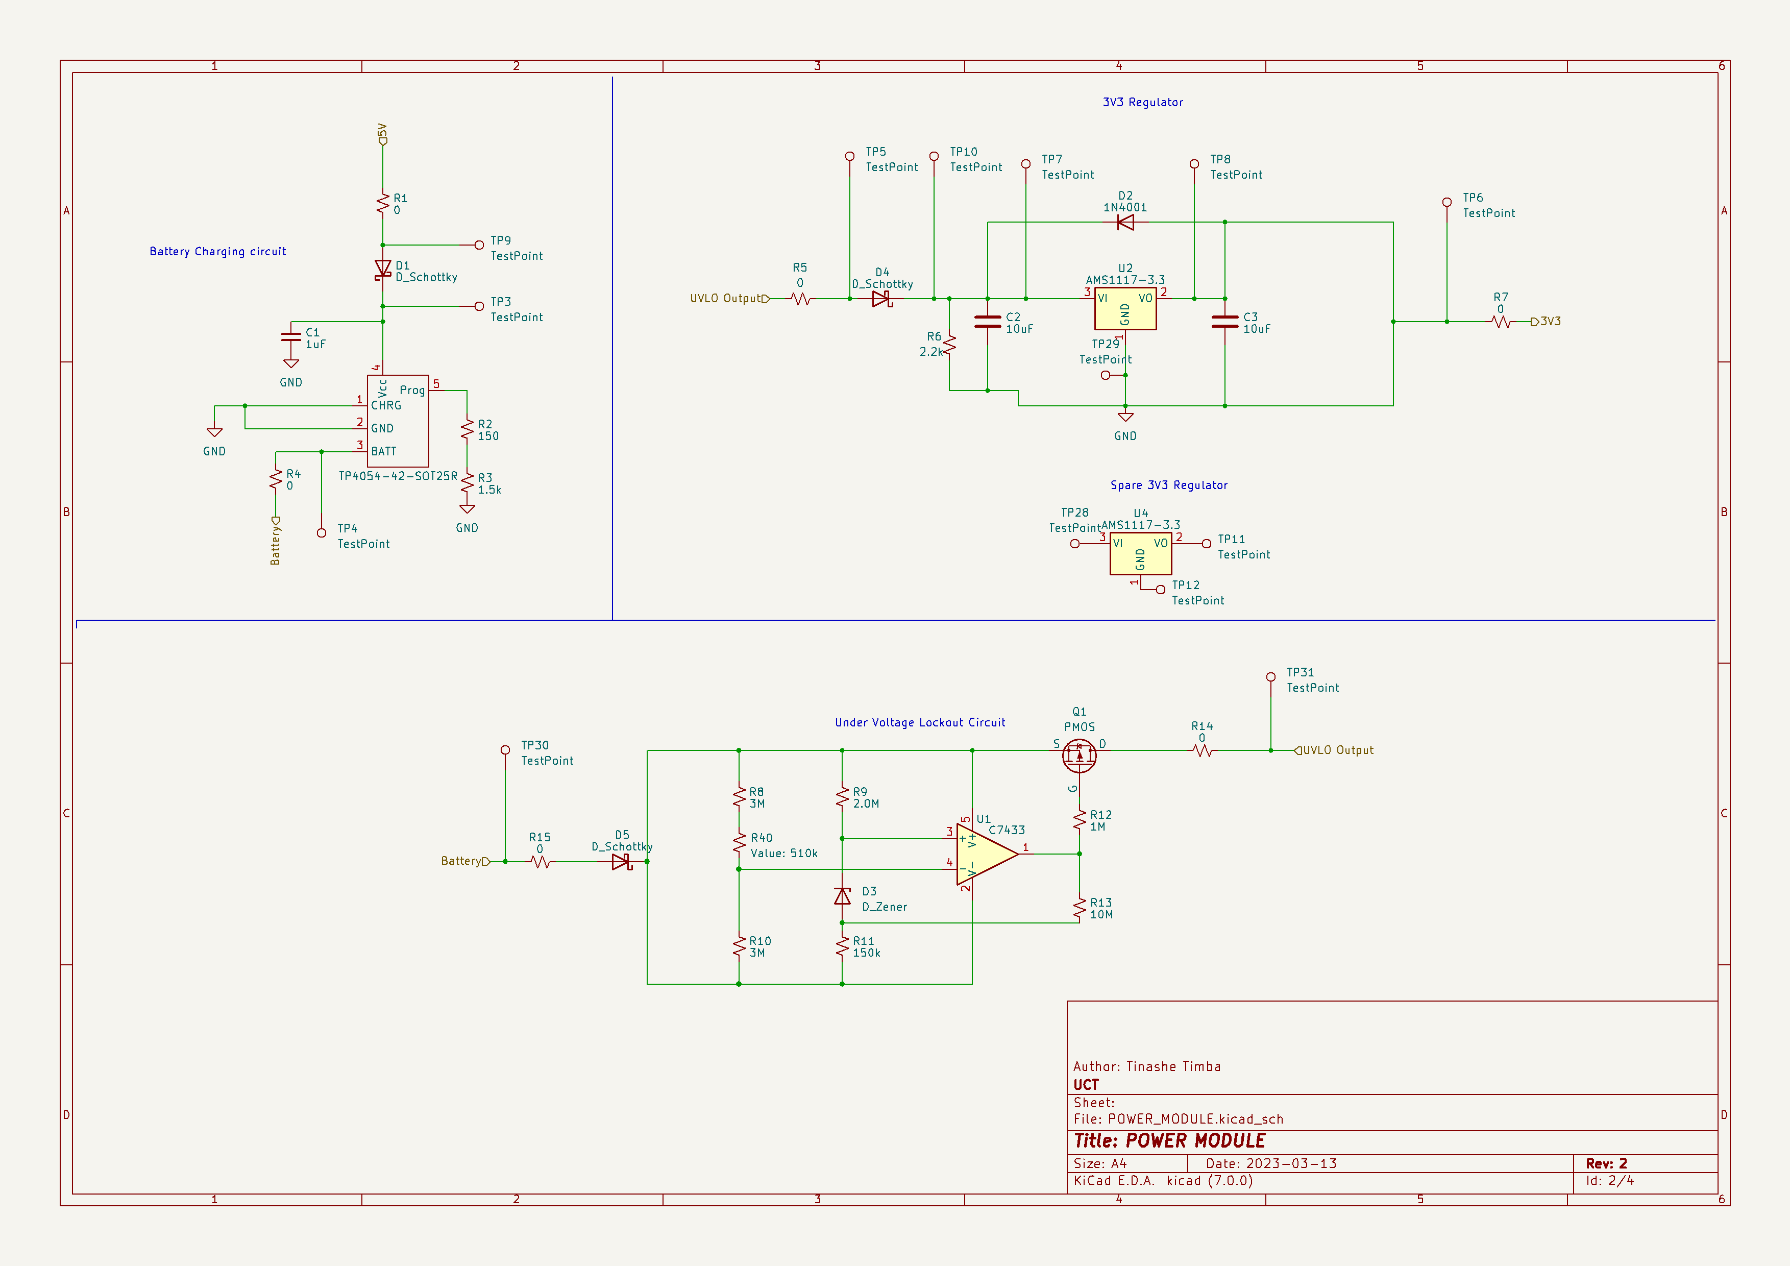 1 2 3 4 5 6
A
B
C
D
Battery Charging circuit
5V
R1
0
TP9
TestPoint
D1
D_Schottky
TP3
TestPoint
C1
1uF
GND
4
Vcc
Prog
5
1
CHRG
2
GND
3
BATT
TP4054-42-SOT25R
GND
R2
150
R3
1.5k
GND
R4
0
Battery
TP4
TestPoint
3V3 Regulator
TP5
TestPoint
TP10
TestPoint
TP7
TestPoint
TP8
TestPoint
TP6
TestPoint
D2
1N4001
UVLO Output
R5
0
D4
D_Schottky
U2
AMS1117-3.3
3
VI
VO
2
GND
1
R6
2.2k
C2
10uF
C3
10uF
TP29
TestPoint
GND
R7
0
3V3
Spare 3V3 Regulator
TP28
TestPoint
U4
AMS1117-3.3
3
VI
VO
2
GND
1
TP11
TestPoint
TP12
TestPoint
Under Voltage Lockout Circuit
TP30
TestPoint
Battery
R15
0
D5
D_Schottky
R8
3M
R40
Value: 510k
R10
3M
R9
2.0M
D3
D_Zener
R11
150k
U1
C7433
3
+
4
-
5
V+
2
V-
1
Q1
PMOS
S
D
G
R12
1M
R13
10M
R14
0
TP31
TestPoint
UVLO Output
Author: Tinashe Timba
UCT
Sheet:
File: POWER_MODULE.kicad_sch
Title: POWER MODULE
Size: A4
Date: 2023-03-13
Rev: 2
KiCad E.D.A. kicad (7.0.0)
Id: 2/4
A
B
C
D
1 2 3 4 5 6